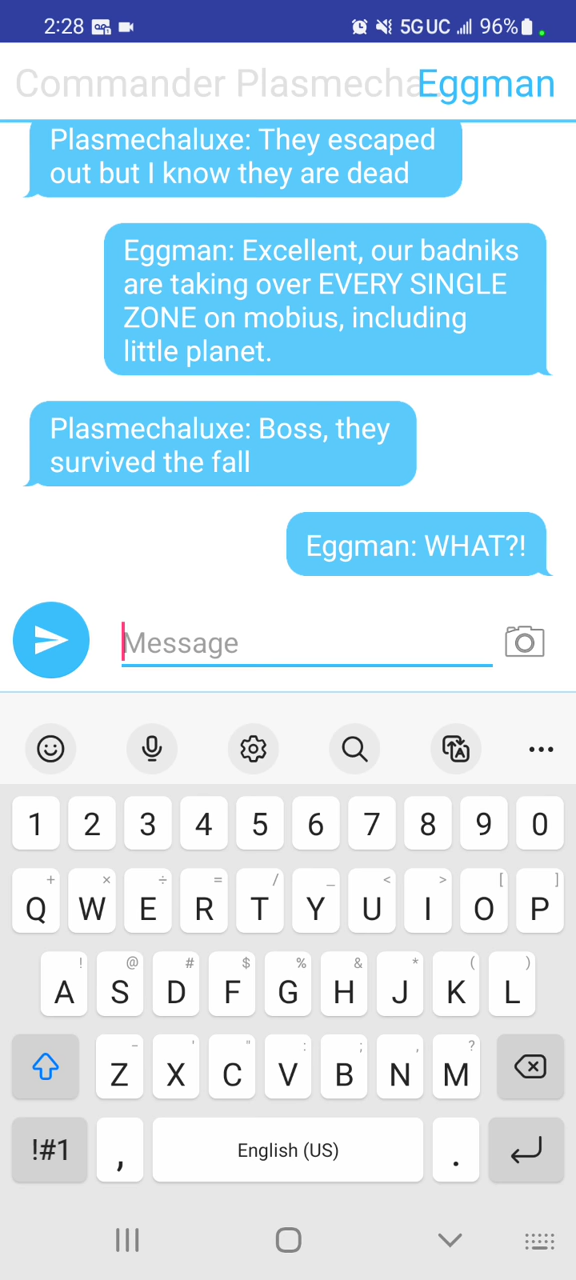 2:28 5GUC 96%
Commander Plasmecha Eggman
Plasmechaluxe: They escaped
out but I know they are dead
Eggman: Excellent, our badniks
are taking over EVERY SINGLE
ZONE on mobius, including
little planet.
Plasmechaluxe: Boss, they
survived the fall
Eggman: WHAT?!
Message
1 2 3 4 5 6 7 8 9 0
+ × ÷ = / _ < > [ ]
Q W E R T Y U I O P
! @ # $ % & * ( )
A S D F G H J K L
- ' " : ; , ?
Z X C V B N M
!#1 , English (US) .